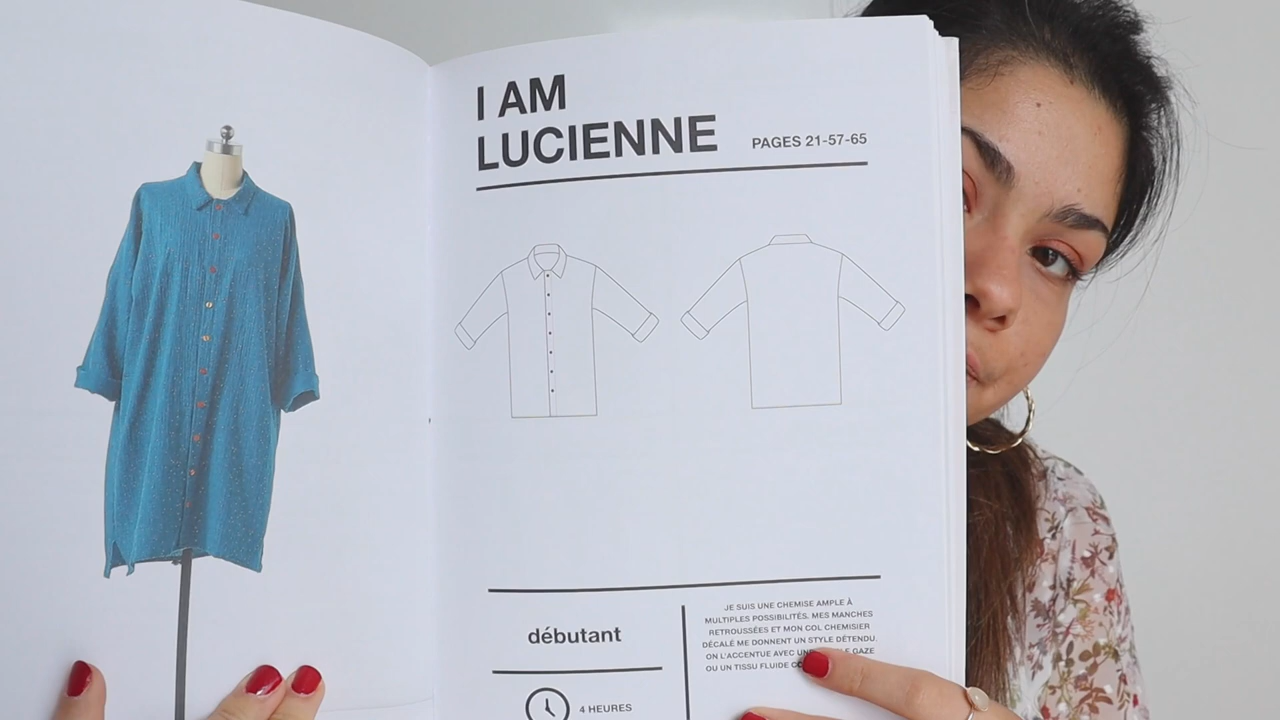 I AM
LUCIENNE
PAGES 21-57-65
débutant
4 HEURES
JE SUIS UNE CHEMISE AMPLE À
MULTIPLES POSSIBILITÉS. MES MANCHES
RETROUSSÉES ET MON COL CHEMISIER
DÉCALÉ ME DONNENT UN STYLE DÉTENDU.
ON L'ACCENTUE AVEC GAZE
OU UN TISSU FLUIDE